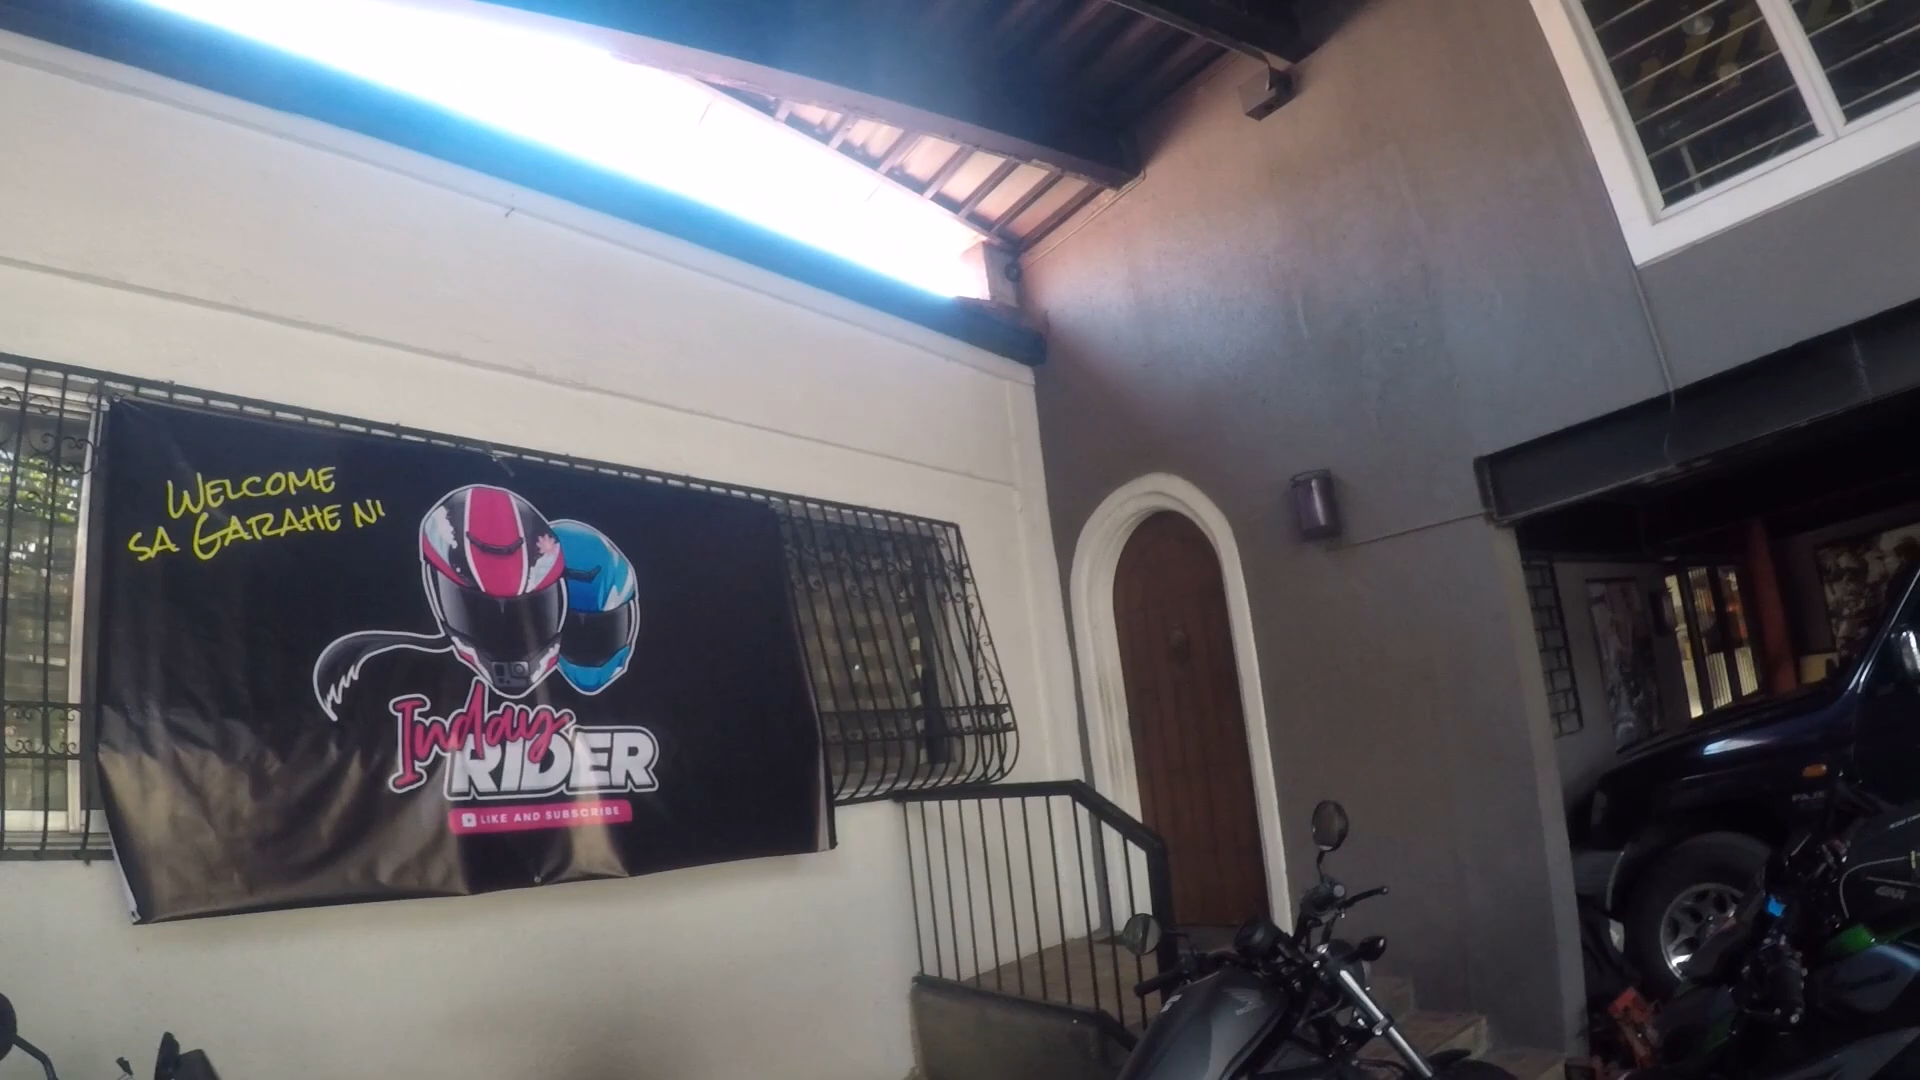 WELCOME
SA GARAHE NI
Inday
RIDER
LIKE AND SUBSCRIBE